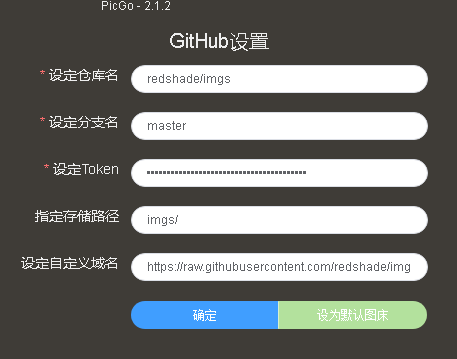 PicGo - 2.1.2
GitHub设置
* 设定仓库名 redshade/imgs
* 设定分支名 master
* 设定Token ••••••••••••••••••••••••••••••••••••••••
指定存储路径 imgs/
设定自定义域名 https://raw.githubusercontent.com/redshade/img
确定 设为默认图床